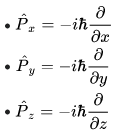 • P̂ₓ = −iℏ ∂/∂x
• P̂ᵧ = −iℏ ∂/∂y
• P̂_z = −iℏ ∂/∂z